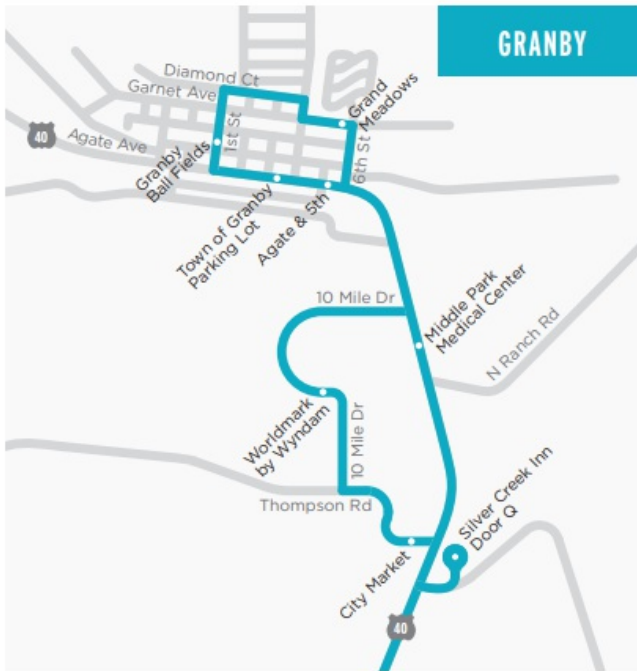 GRANBY
Diamond Ct
Garnet Ave
Grand
Meadows
40
Agate Ave
1st St
6th St
Granby
Ball Fields
Town of Granby
Parking Lot
Agate & 5th
10 Mile Dr
Middle Park
Medical Center
N Ranch Rd
Worldmark
by Wyndam
10 Mile Dr
Thompson Rd
Silver Creek Inn
Door Q
City Market
40